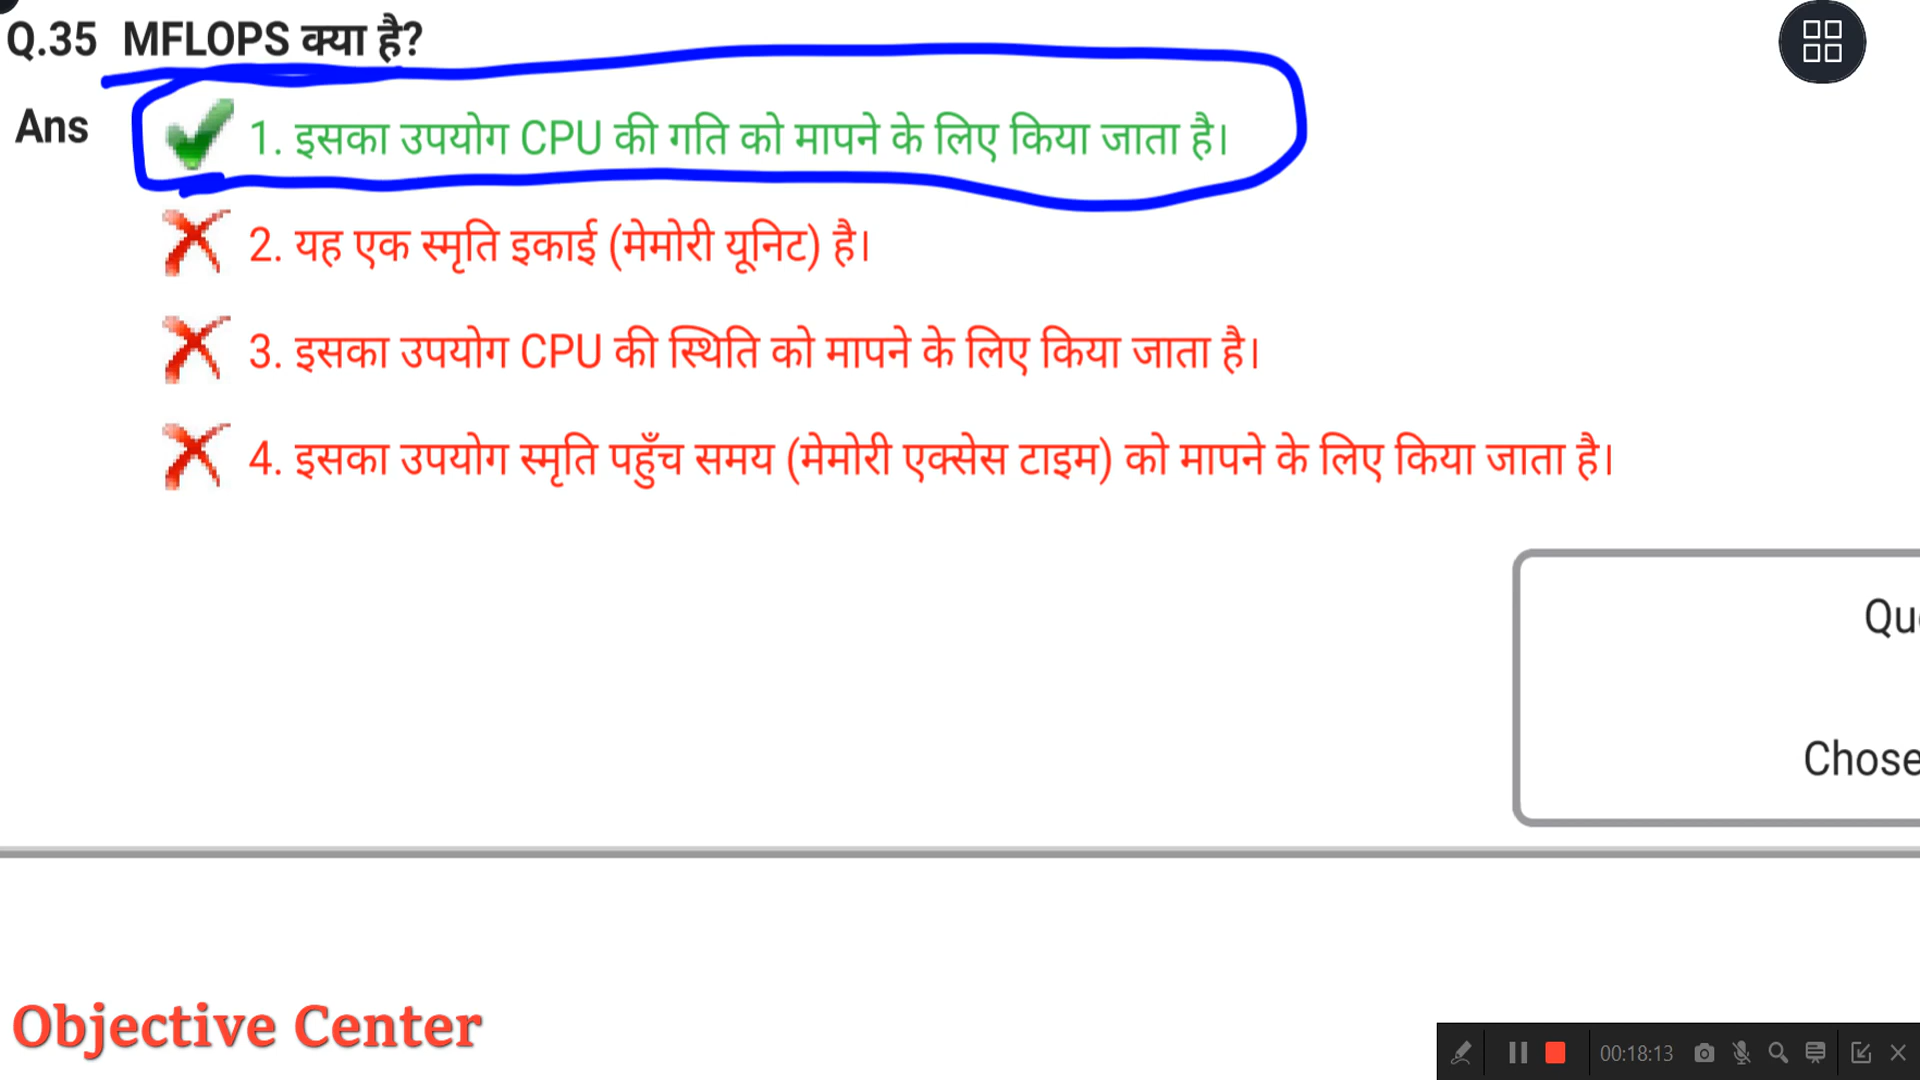 Q.35 MFLOPS क्या है?
Ans 1. इसका उपयोग CPU की गति को मापने के लिए किया जाता है।
2. यह एक स्मृति इकाई (मेमोरी यूनिट) है।
3. इसका उपयोग CPU की स्थिति को मापने के लिए किया जाता है।
4. इसका उपयोग स्मृति पहुँच समय (मेमोरी एक्सेस टाइम) को मापने के लिए किया जाता है।
Chose
Objective Center
00:18:13